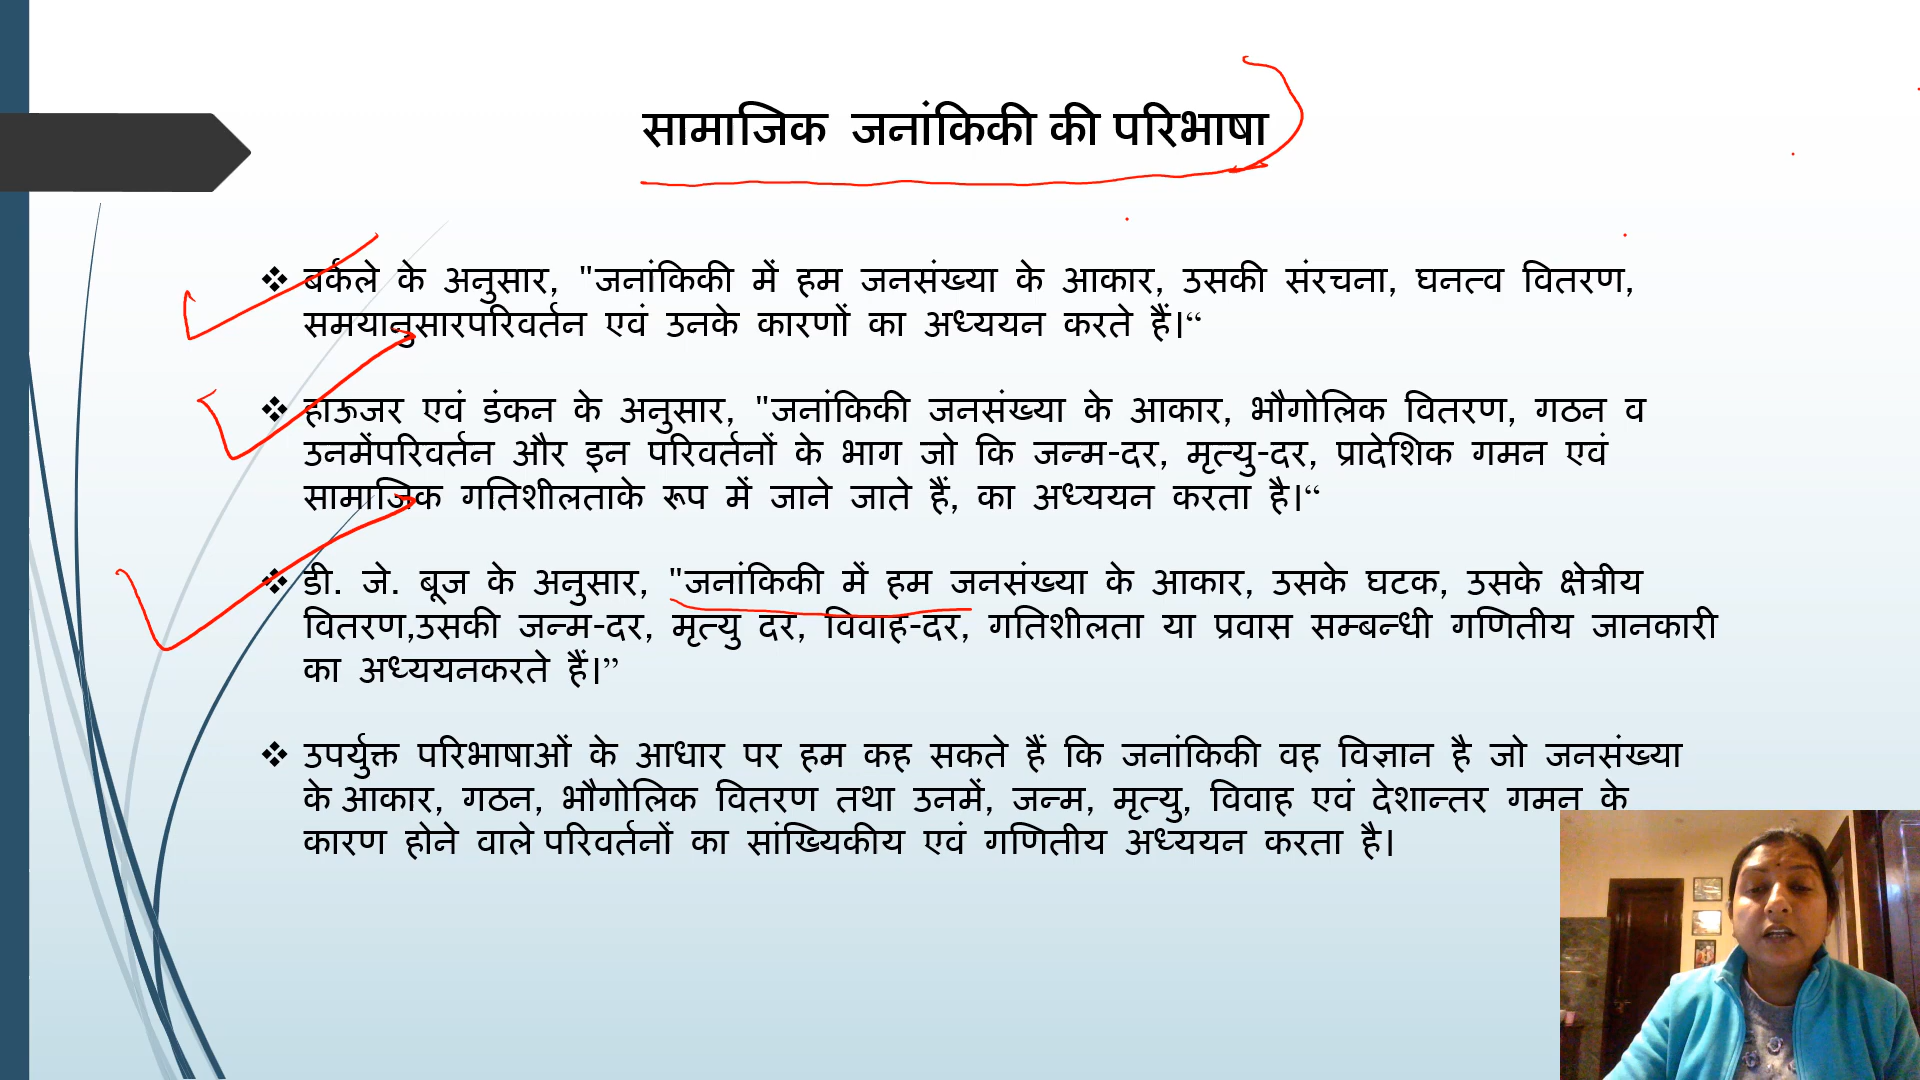 सामाजिक जनांकिकी की परिभाषा
❖ बर्कले के अनुसार, "जनांकिकी में हम जनसंख्या के आकार, उसकी संरचना, घनत्व वितरण,
समयानुसारपरिवर्तन एवं उनके कारणों का अध्ययन करते हैं।“
❖ हाऊजर एवं डंकन के अनुसार, "जनांकिकी जनसंख्या के आकार, भौगोलिक वितरण, गठन व
उनमेंपरिवर्तन और इन परिवर्तनों के भाग जो कि जन्म-दर, मृत्यु-दर, प्रादेशिक गमन एवं
सामाजिक गतिशीलताके रूप में जाने जाते हैं, का अध्ययन करता है।“
❖ डी. जे. बूज के अनुसार, "जनांकिकी में हम जनसंख्या के आकार, उसके घटक, उसके क्षेत्रीय
वितरण,उसकी जन्म-दर, मृत्यु दर, विवाह-दर, गतिशीलता या प्रवास सम्बन्धी गणितीय जानकारी
का अध्ययनकरते हैं।”
❖ उपर्युक्त परिभाषाओं के आधार पर हम कह सकते हैं कि जनांकिकी वह विज्ञान है जो जनसंख्या
के आकार, गठन, भौगोलिक वितरण तथा उनमें, जन्म, मृत्यु, विवाह एवं देशान्तर गमन के
कारण होने वाले परिवर्तनों का सांख्यिकीय एवं गणितीय अध्ययन करता है।